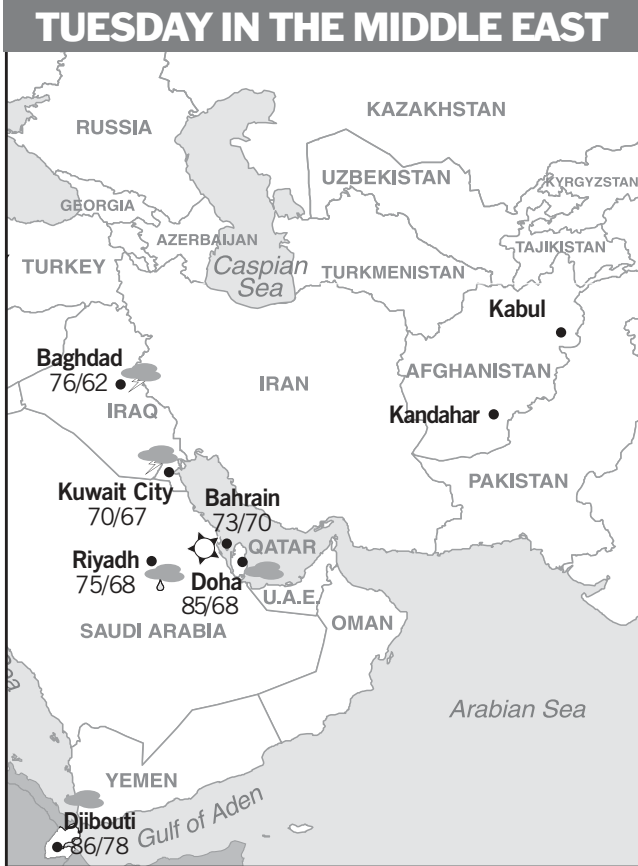 TUESDAY IN THE MIDDLE EAST
KAZAKHSTAN
RUSSIA
UZBEKISTAN
KYRGYZSTAN
GEORGIA
AZERBAIJAN
TAJIKISTAN
TURKEY
Caspian
Sea
TURKMENISTAN
Kabul
Baghdad
76/62
IRAN
AFGHANISTAN
IRAQ
Kandahar
PAKISTAN
Kuwait City
70/67
Bahrain
73/70
QATAR
Riyadh
75/68
Doha
85/68
U.A.E.
OMAN
SAUDI ARABIA
Arabian Sea
YEMEN
Djibouti
86/78
Gulf of Aden